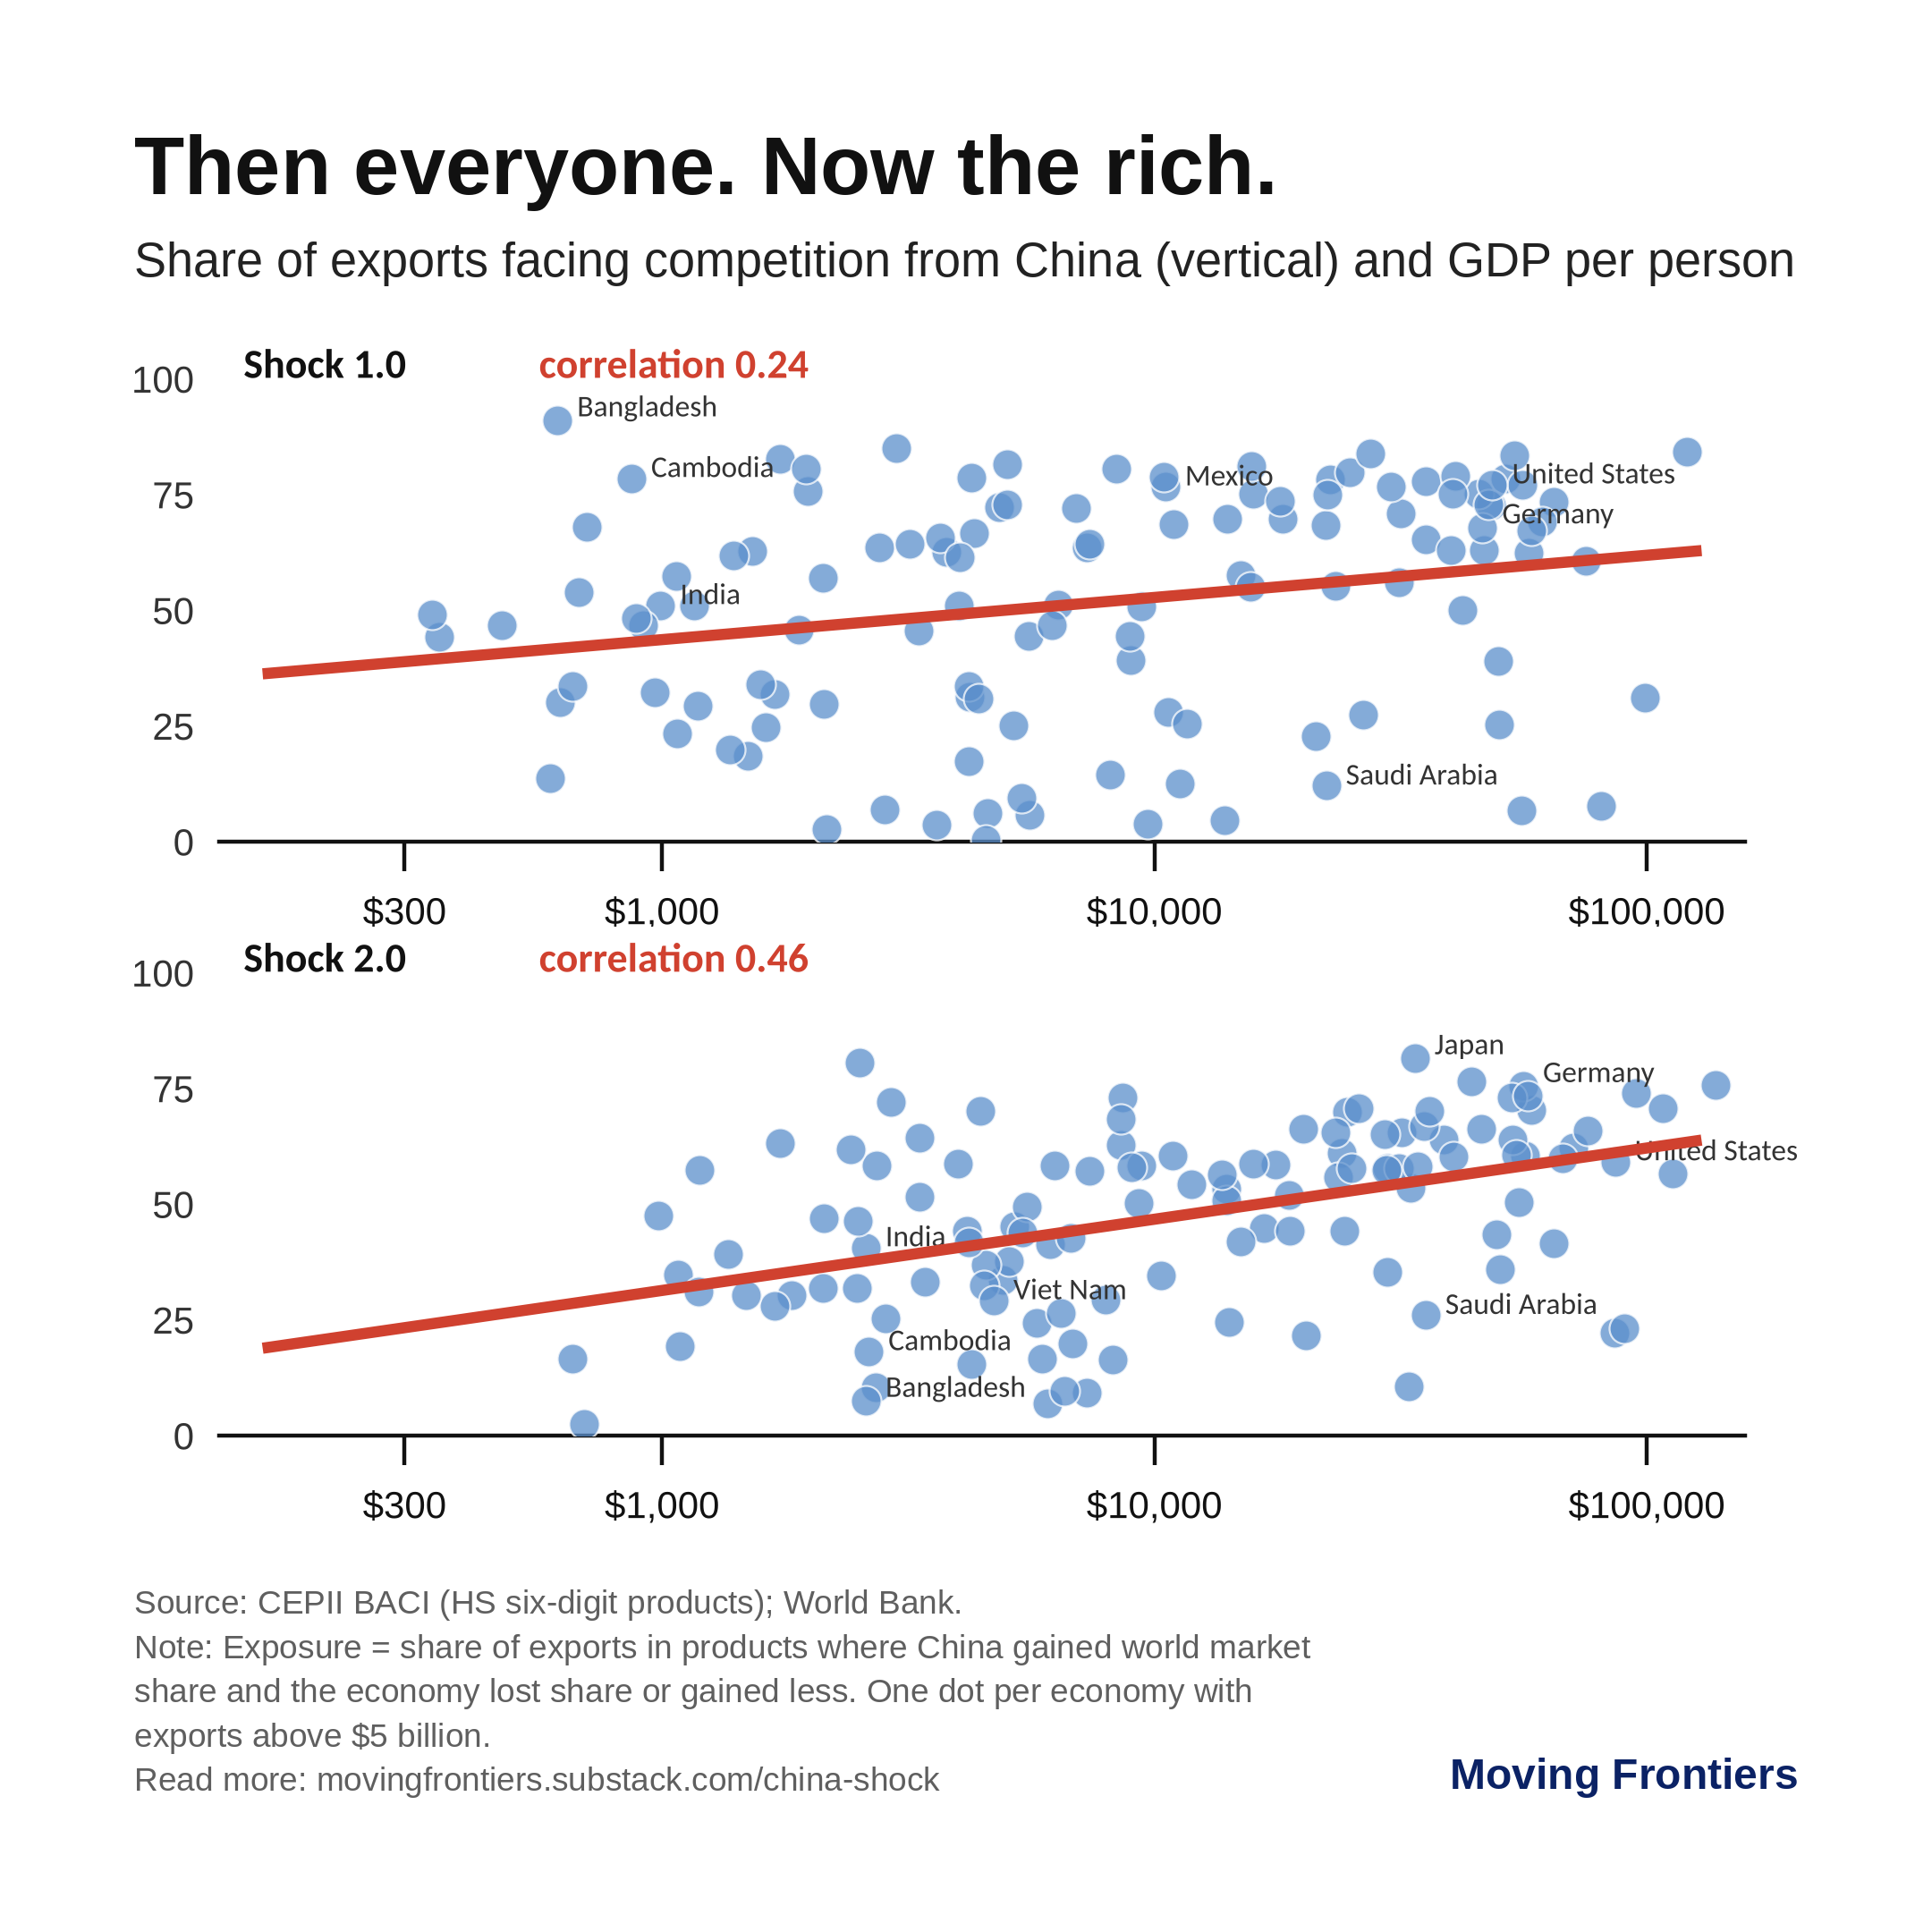 Then everyone. Now the rich.
Share of exports facing competition from China (vertical) and GDP per person
Shock 1.0 correlation 0.24
100
Bangladesh
Cambodia
Mexico
United States
75
Germany
India
50
25
Saudi Arabia
0
$300 $1,000 $10,000 $100,000
Shock 2.0 correlation 0.46
100
Japan
Germany
75
United States
50
India
Viet Nam
Saudi Arabia
25
Cambodia
Bangladesh
0
$300 $1,000 $10,000 $100,000
Source: CEPII BACI (HS six-digit products); World Bank.
Note: Exposure = share of exports in products where China gained world market
share and the economy lost share or gained less. One dot per economy with
exports above $5 billion.
Read more: movingfrontiers.substack.com/china-shock
Moving Frontiers